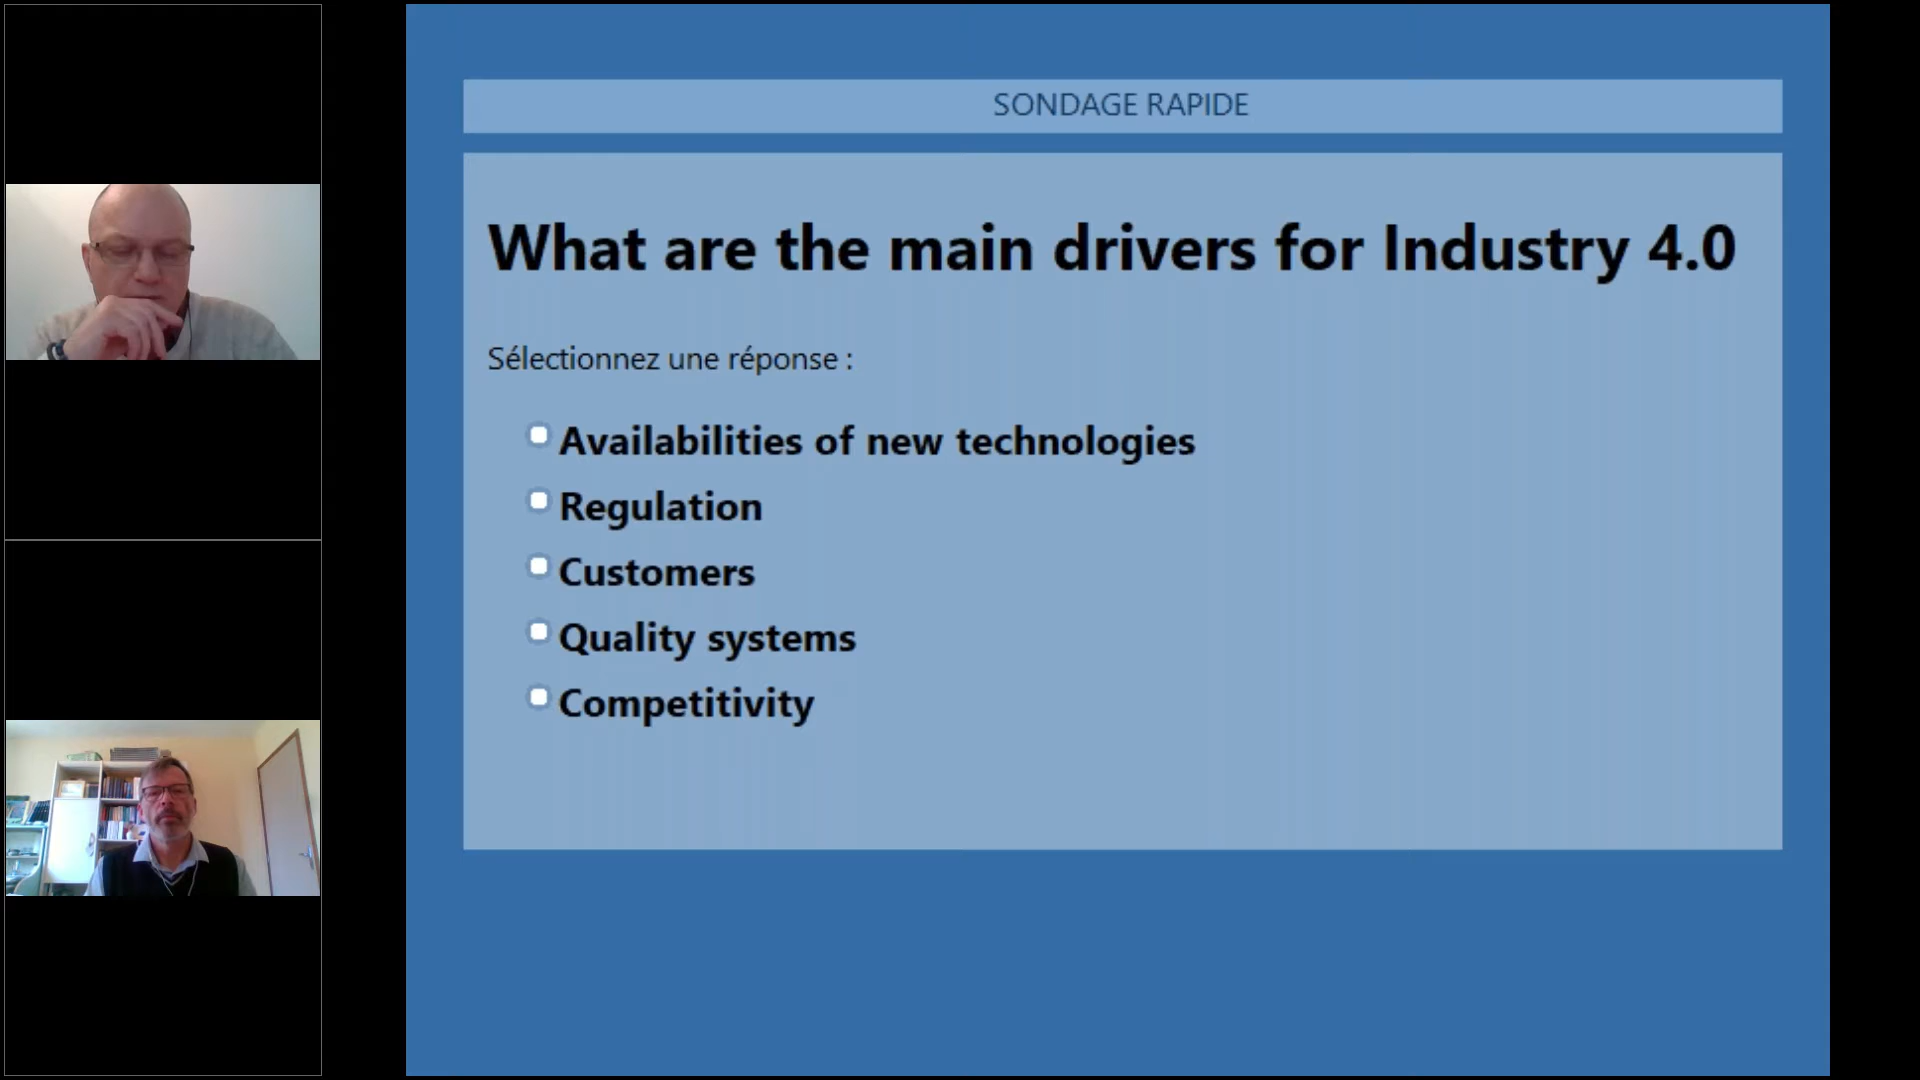 SONDAGE RAPIDE
What are the main drivers for Industry 4.0
Sélectionnez une réponse :
Availabilities of new technologies
Regulation
Customers
Quality systems
Competitivity